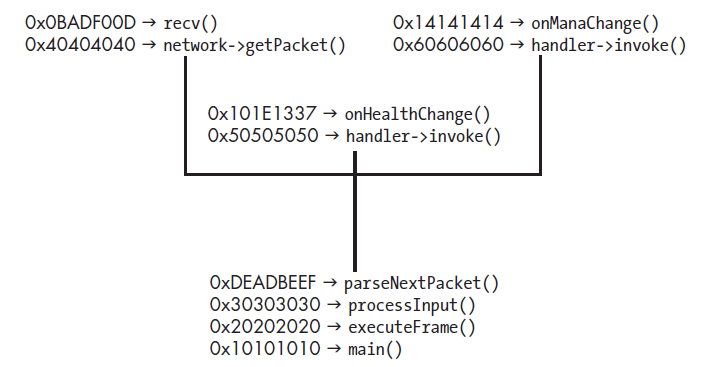 0x0BADF00D → recv()
0x40404040 → network->getPacket()
0x14141414 → onManaChange()
0x60606060 → handler->invoke()
0x101E1337 → onHealthChange()
0x50505050 → handler->invoke()
0xDEADBEEF → parseNextPacket()
0x30303030 → processInput()
0x20202020 → executeFrame()
0x10101010 → main()